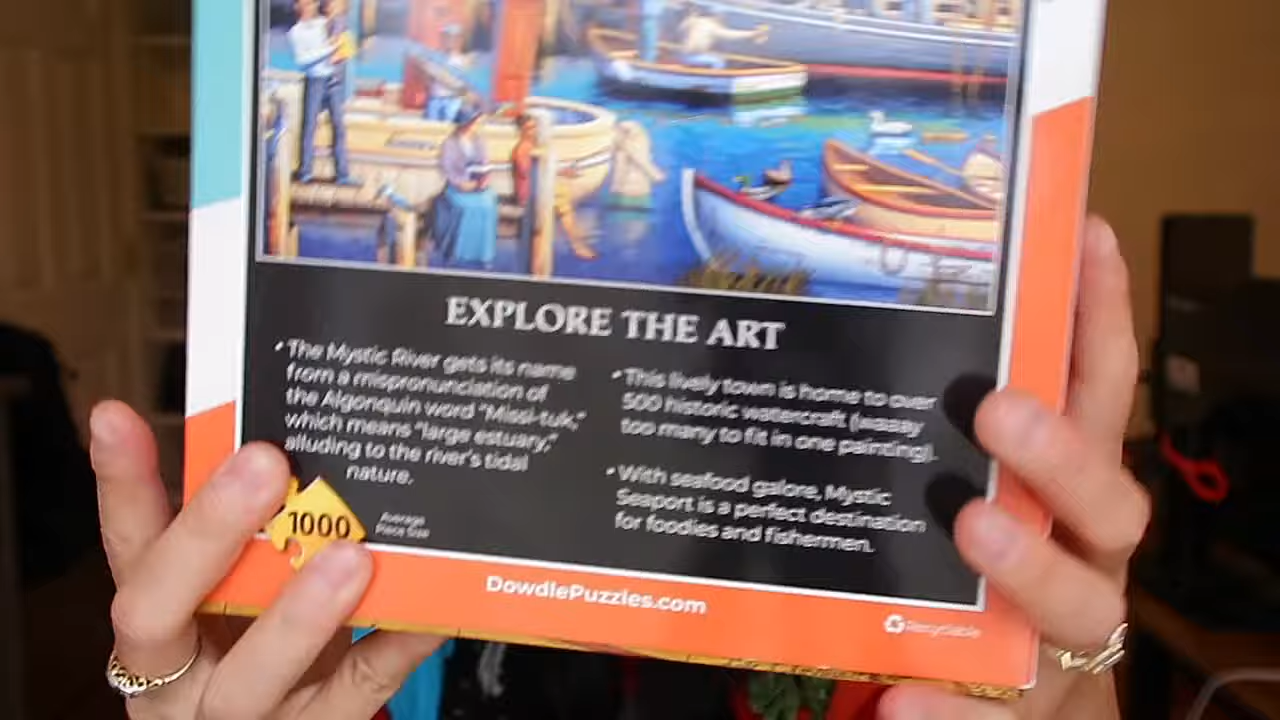 EXPLORE THE ART
• The Mystic River gets its name
from a mispronunciation of
the Algonquin word "Missi-tuk,"
which means "large estuary,"
alluding to the river's tidal
nature.
• This lively town is home to over
500 historic watercraft (waaay
too many to fit in one painting).
• With seafood galore, Mystic
Seaport is a perfect destination
for foodies and fishermen.
1000
Average
Piece Size
DowdlePuzzles.com
Recyclable